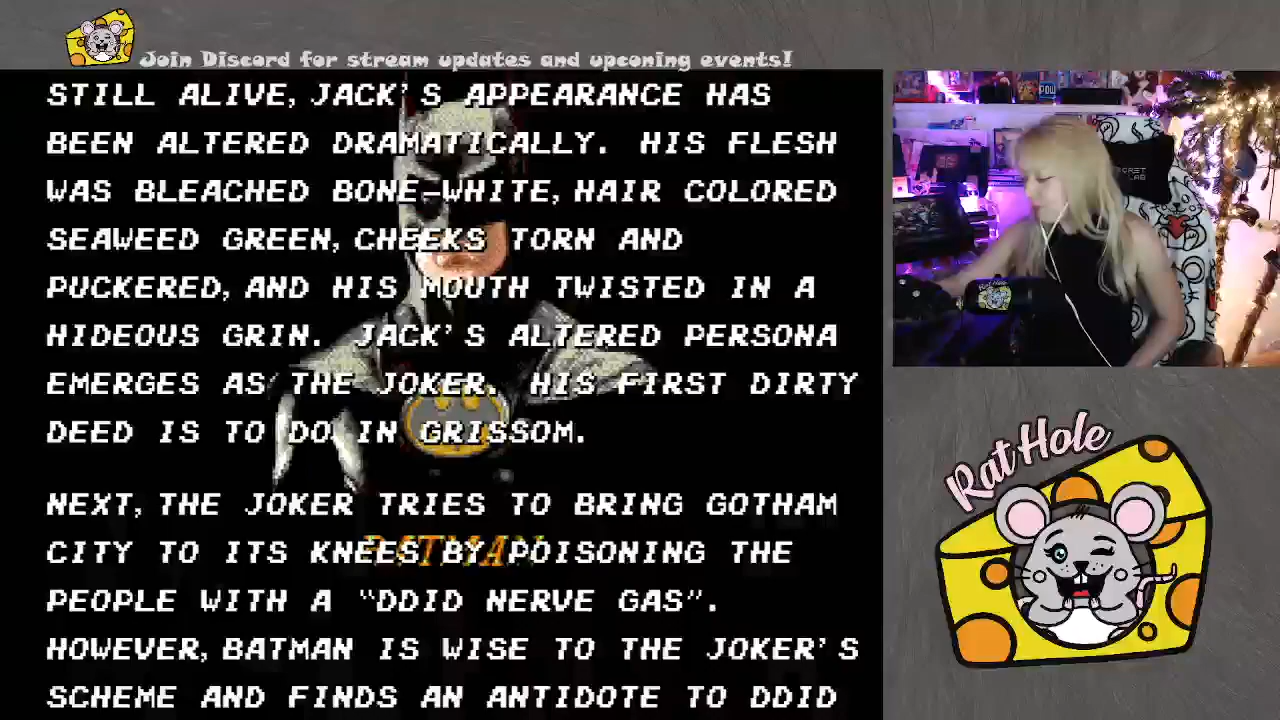 Join Discord for stream updates and upcoming events!
STILL ALIVE, JACK'S APPEARANCE HAS
BEEN ALTERED DRAMATICALLY. HIS FLESH
WAS BLEACHED BONE-WHITE, HAIR COLORED
SEAWEED GREEN, CHEEKS TORN AND
PUCKERED, AND HIS MOUTH TWISTED IN A
HIDEOUS GRIN. JACK'S ALTERED PERSONA
EMERGES AS THE JOKER. HIS FIRST DIRTY
DEED IS TO DO IN GRISSOM.
NEXT, THE JOKER TRIES TO BRING GOTHAM
CITY TO ITS KNEES BY POISONING THE
BATMAN
PEOPLE WITH A "DDID NERVE GAS".
HOWEVER, BATMAN IS WISE TO THE JOKER'S
SCHEME AND FINDS AN ANTIDOTE TO DDID
POW
Rat Hole
Rat Hole